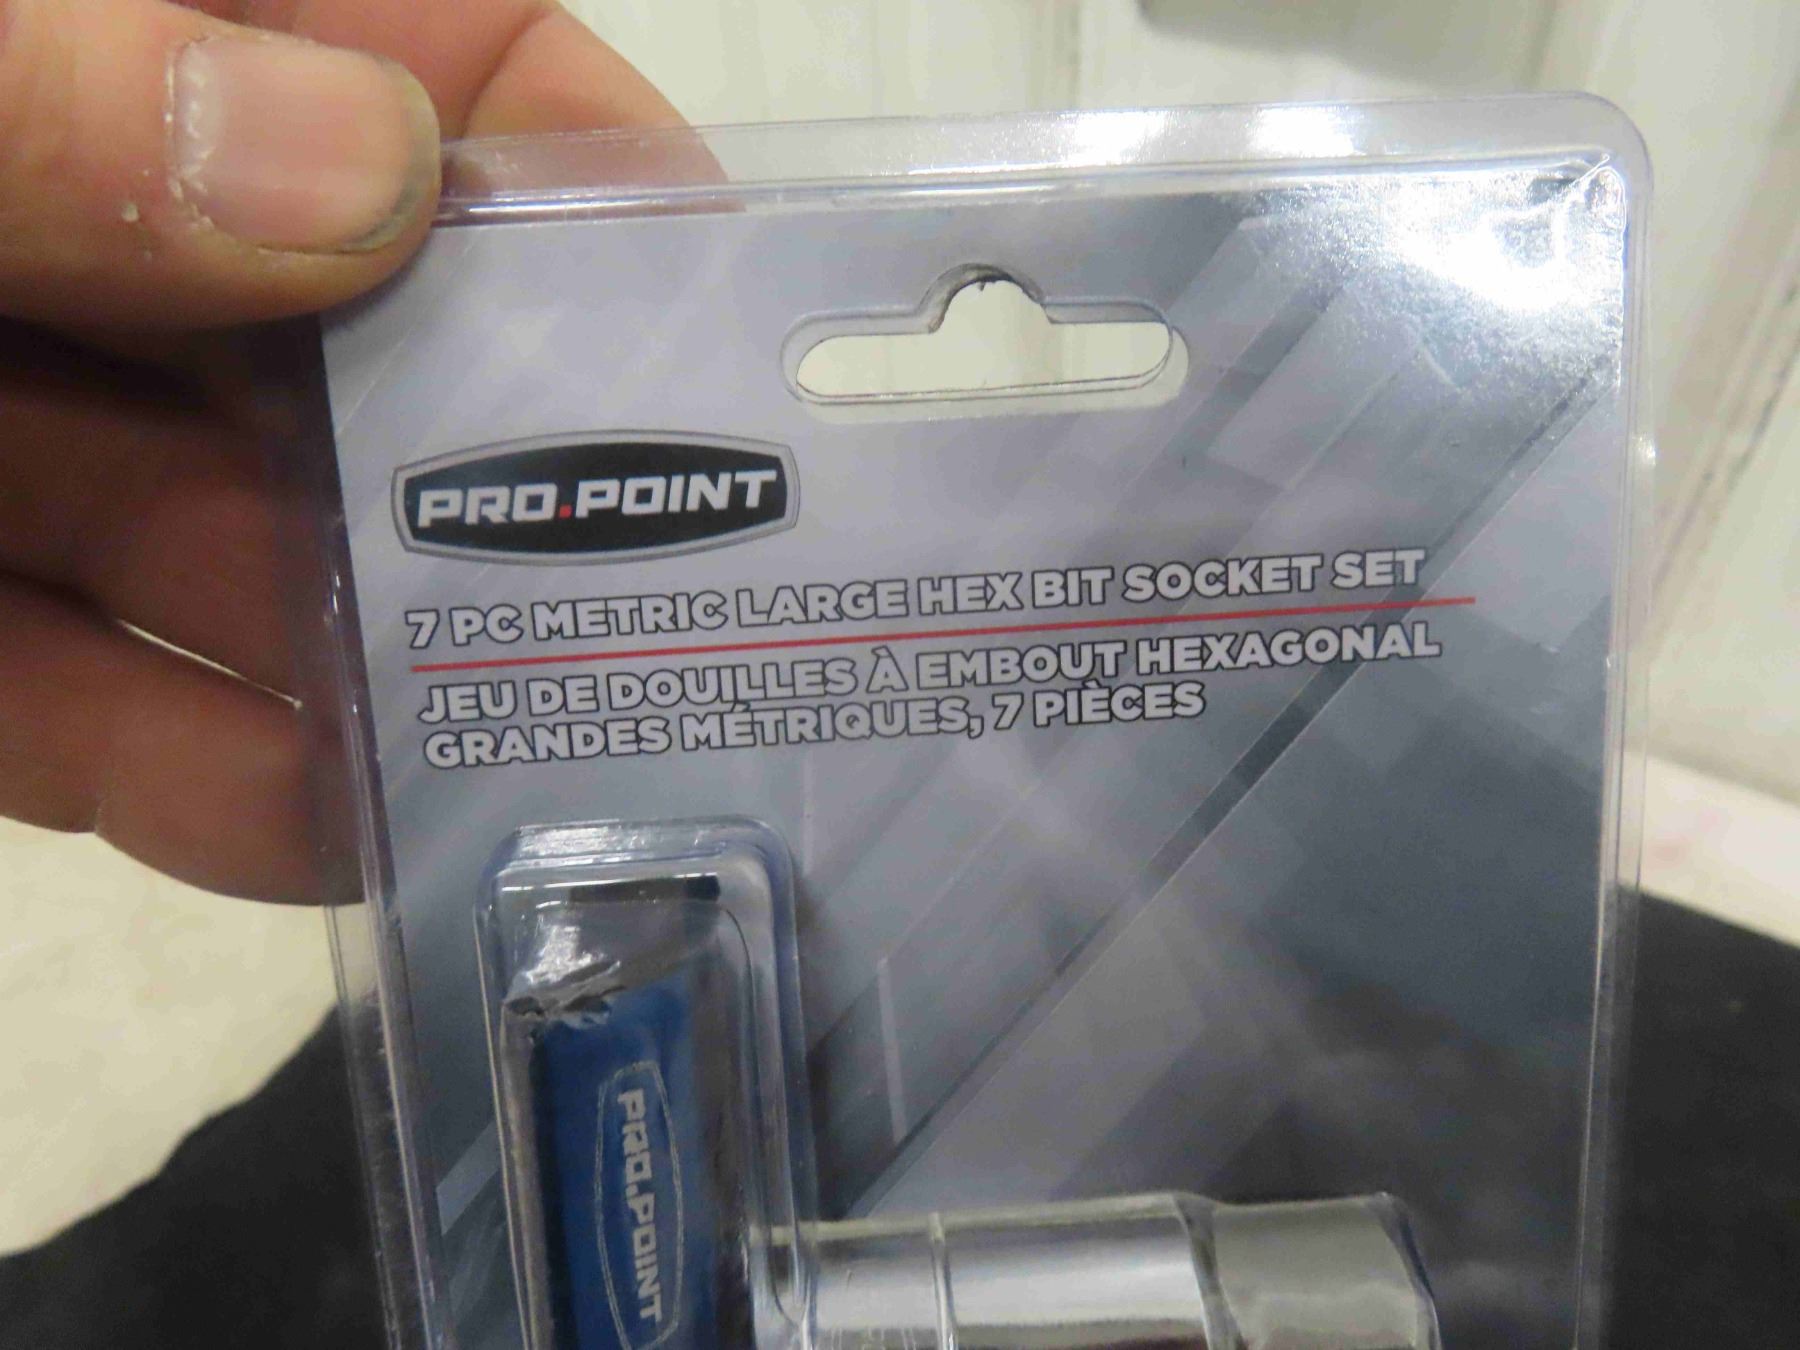 PRO.POINT
7 PC METRIC LARGE HEX BIT SOCKET SET
JEU DE DOUILLES À EMBOUT HEXAGONAL
GRANDES MÉTRIQUES, 7 PIÈCES
PRO.POINT